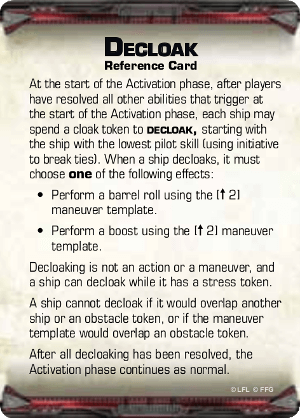 DECLOAK
Reference Card
At the start of the Activation phase, after players
have resolved all other abilities that trigger at
the start of the Activation phase, each ship may
spend a cloak token to DECLOAK, starting with
the ship with the lowest pilot skill (using initiative
to break ties). When a ship decloaks, it must
choose one of the following effects:
• Perform a barrel roll using the [↑ 2]
maneuver template.
• Perform a boost using the [↑ 2] maneuver
template.
Decloaking is not an action or a maneuver, and
a ship can decloak while it has a stress token.
A ship cannot decloak if it would overlap another
ship or an obstacle token, or if the maneuver
template would overlap an obstacle token.
After all decloaking has been resolved, the
Activation phase continues as normal.
© LFL © FFG